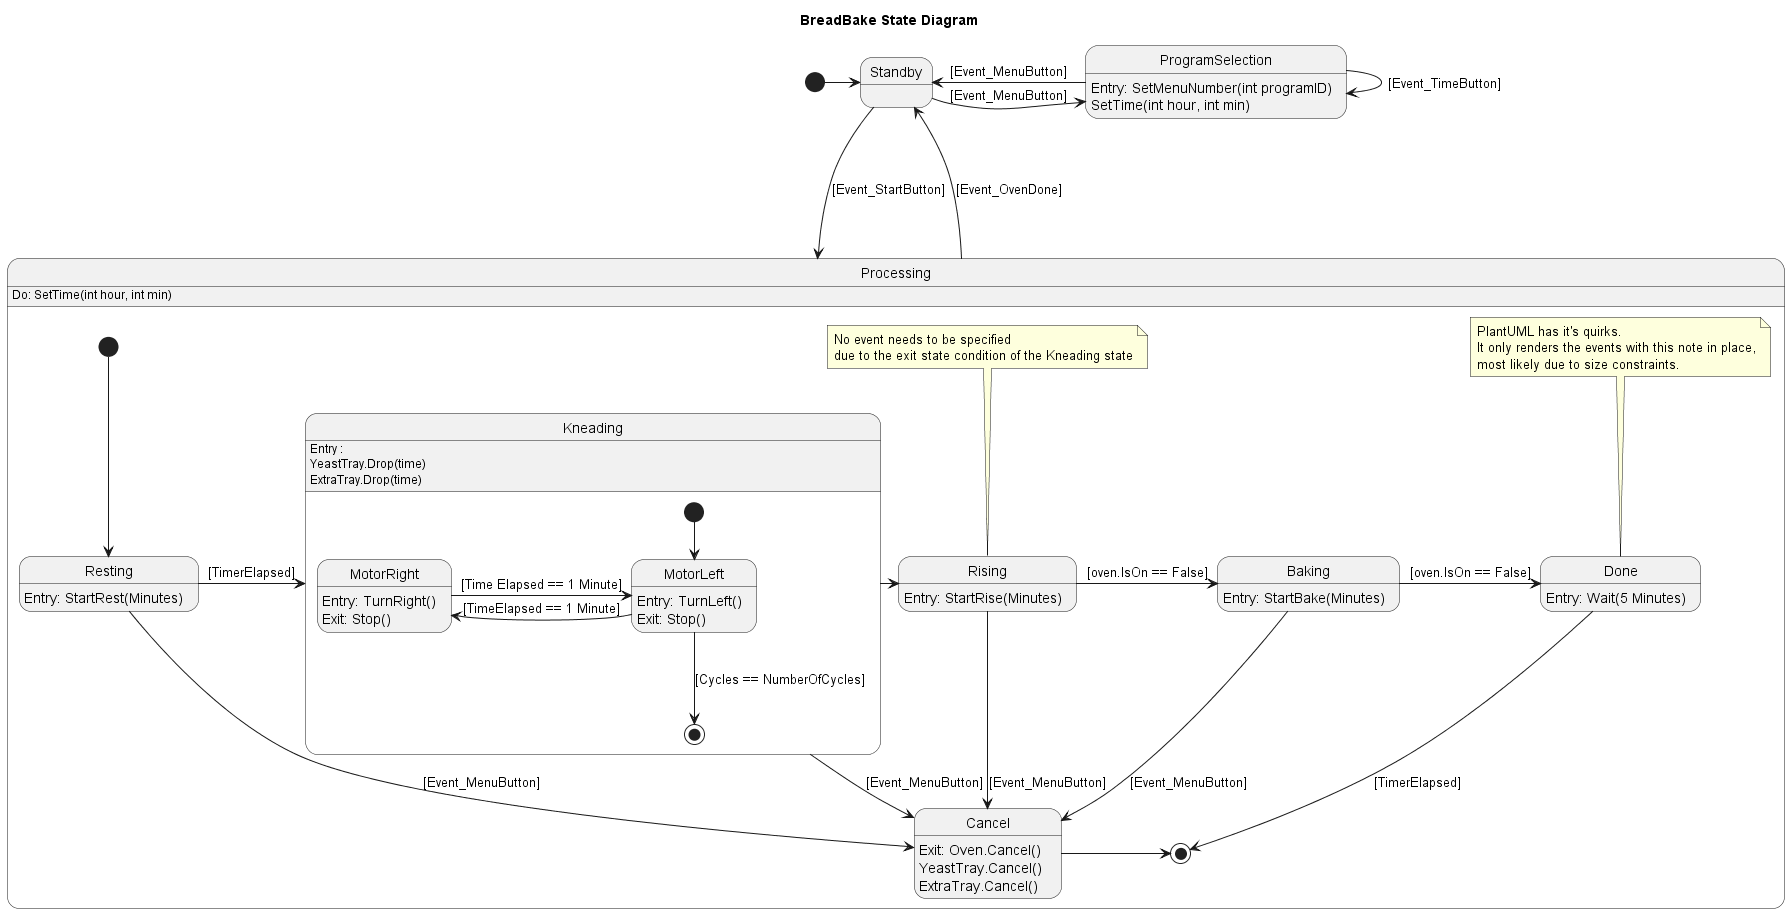 BreadBake State Diagram
Standby
[Event_MenuButton]
[Event_MenuButton]
ProgramSelection
Entry: SetMenuNumber(int programID)
SetTime(int hour, int min)
[Event_TimeButton]
[Event_StartButton]
[Event_OvenDone]
Processing
Do: SetTime(int hour, int min)
No event needs to be specified
due to the exit state condition of the Kneading state
PlantUML has it's quirks.
It only renders the events with this note in place,
most likely due to size constraints.
Kneading
Entry :
YeastTray.Drop(time)
ExtraTray.Drop(time)
Resting
Entry: StartRest(Minutes)
[TimerElapsed]
MotorRight
Entry: TurnRight()
Exit: Stop()
[Time Elapsed == 1 Minute]
[TimeElapsed == 1 Minute]
MotorLeft
Entry: TurnLeft()
Exit: Stop()
[Cycles == NumberOfCycles]
Rising
Entry: StartRise(Minutes)
[oven.IsOn == False]
Baking
Entry: StartBake(Minutes)
[oven.IsOn == False]
Done
Entry: Wait(5 Minutes)
[Event_MenuButton]
[Event_MenuButton]
[Event_MenuButton]
[Event_MenuButton]
[TimerElapsed]
Cancel
Exit: Oven.Cancel()
YeastTray.Cancel()
ExtraTray.Cancel()